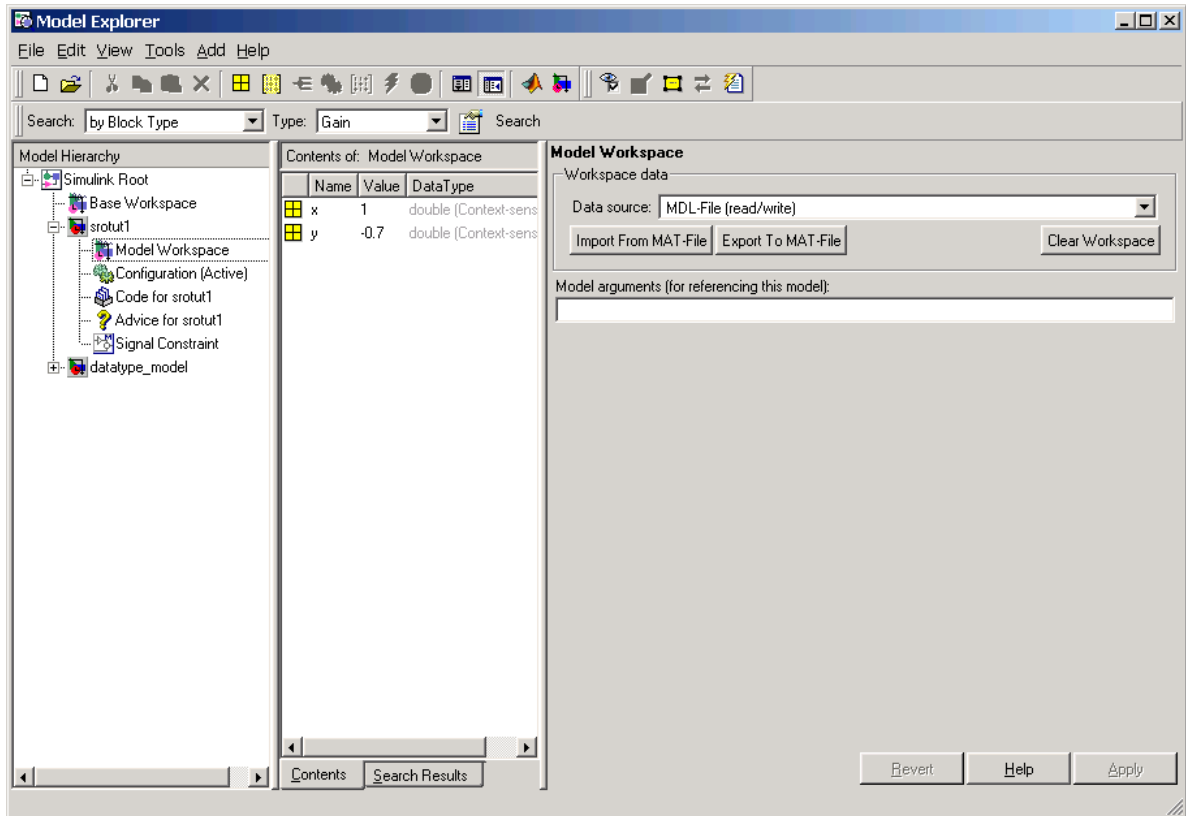 Model Explorer
File Edit View Tools Add Help
Search: by Block Type Type: Gain Search
Model Hierarchy
Simulink Root
Base Workspace
srotut1
Model Workspace
Configuration (Active)
Code for srotut1
Advice for srotut1
Signal Constraint
datatype_model
Contents of: Model Workspace
Name Value DataType
x 1 double (Context-sens
y -0.7 double (Context-sens
Contents Search Results
Model Workspace
Workspace data
Data source: MDL-File (read/write)
Import From MAT-File Export To MAT-File Clear Workspace
Model arguments (for referencing this model):
Revert Help Apply